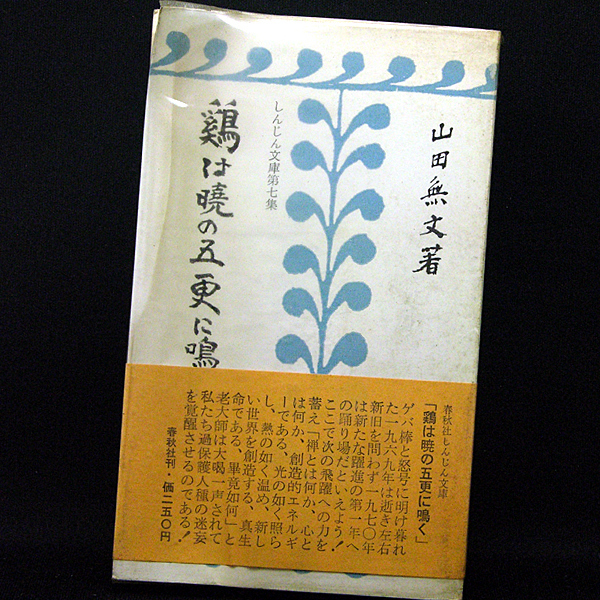 山田無文著
しんじん文庫第七集
鶏は暁の五更に鳴
春秋社しんじん文庫
「鶏は暁の五更に鳴く」
ゲバ棒と怒号に明け暮れ
た一九六九年は逝き左右
新旧を問わず一九七〇年
は新たな躍進の第一年へ
の踊り場だといえよう!
ここで次の飛躍への力を
蓄え「禅とは何か、心と
は何か、創造的エネルギ
ーである、光の如く照ら
し、熱の如く温め、新し
い世界を創造する、真生
命である、畢竟如何」と
老大師は大喝一声されて
私たち過保護人種の迷妄
を覚醒させるのである!
春秋社刊・価二五〇円